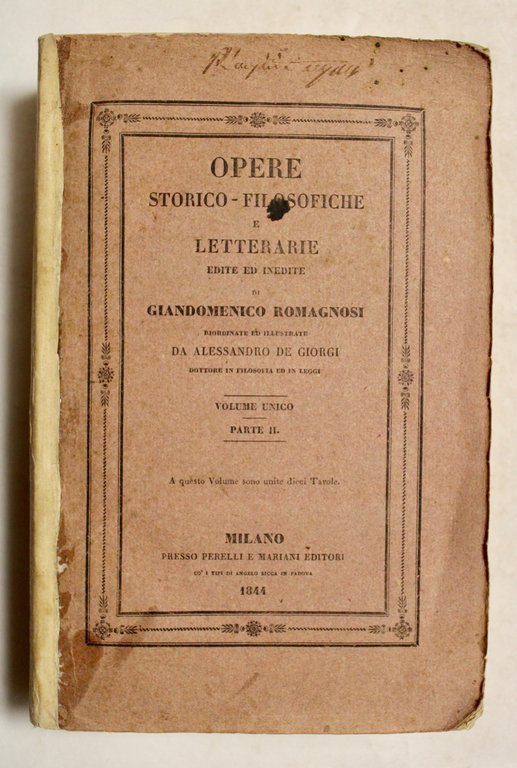 OPERE
STORICO-FILOSOFICHE
E
LETTERARIE
EDITE ED INEDITE
DI
GIANDOMENICO ROMAGNOSI
RIORDINATE ED ILLUSTRATE
DA ALESSANDRO DE GIORGI
DOTTORE IN FILOSOFIA ED IN LEGGI
VOLUME UNICO
PARTE II.
A questo Volume sono unite dieci Tavole.
MILANO
PRESSO PERELLI E MARIANI EDITORI
CO' I TIPI DI ANGELO SICCA IN PADOVA
1844